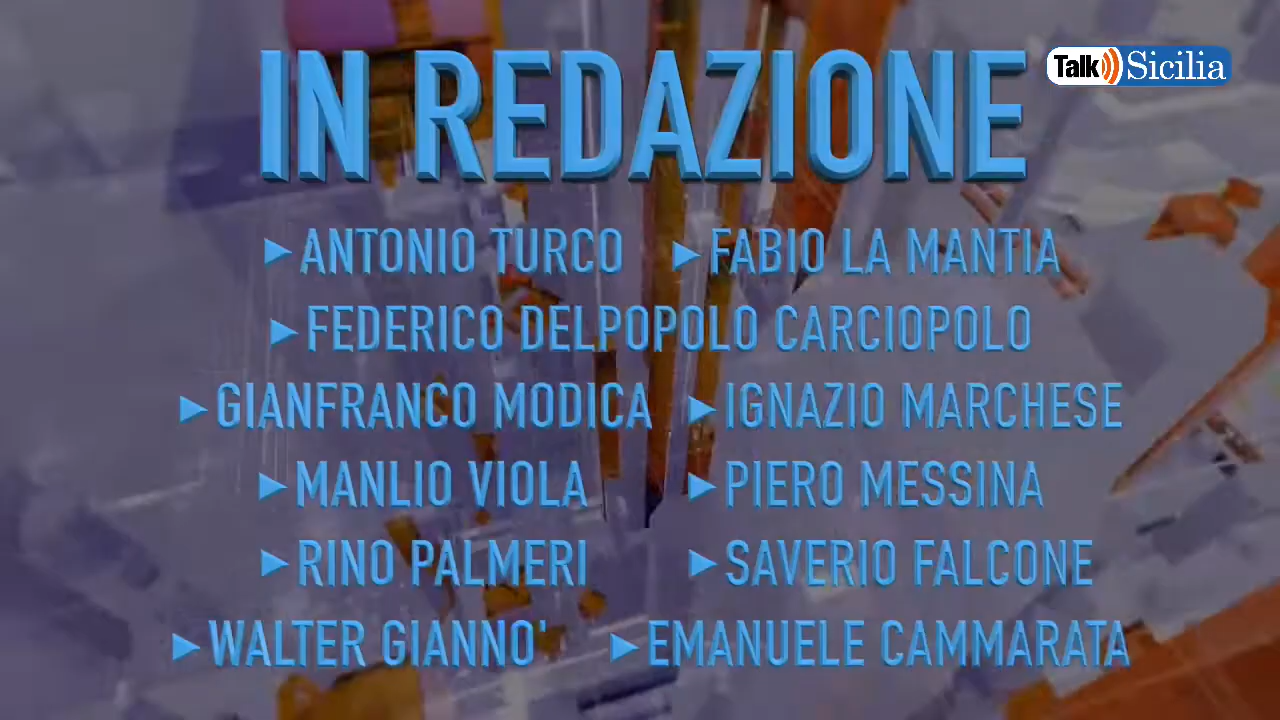 IN REDAZIONE
Talk Sicilia
►ANTONIO TURCO ►FABIO LA MANTIA
►FEDERICO DELPOPOLO CARCIOPOLO
►GIANFRANCO MODICA ►IGNAZIO MARCHESE
►MANLIO VIOLA ►PIERO MESSINA
►RINO PALMERI ►SAVERIO FALCONE
►WALTER GIANNO' ►EMANUELE CAMMARATA